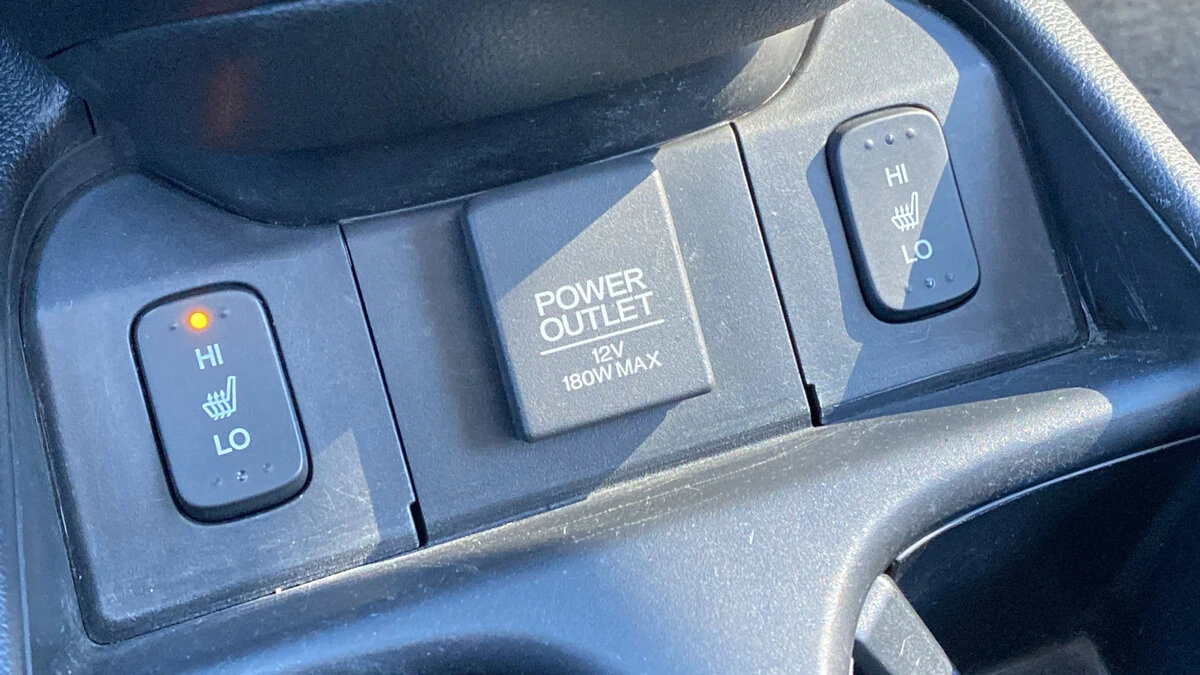 HI
LO
POWER
OUTLET
12V
180W MAX
HI
LO